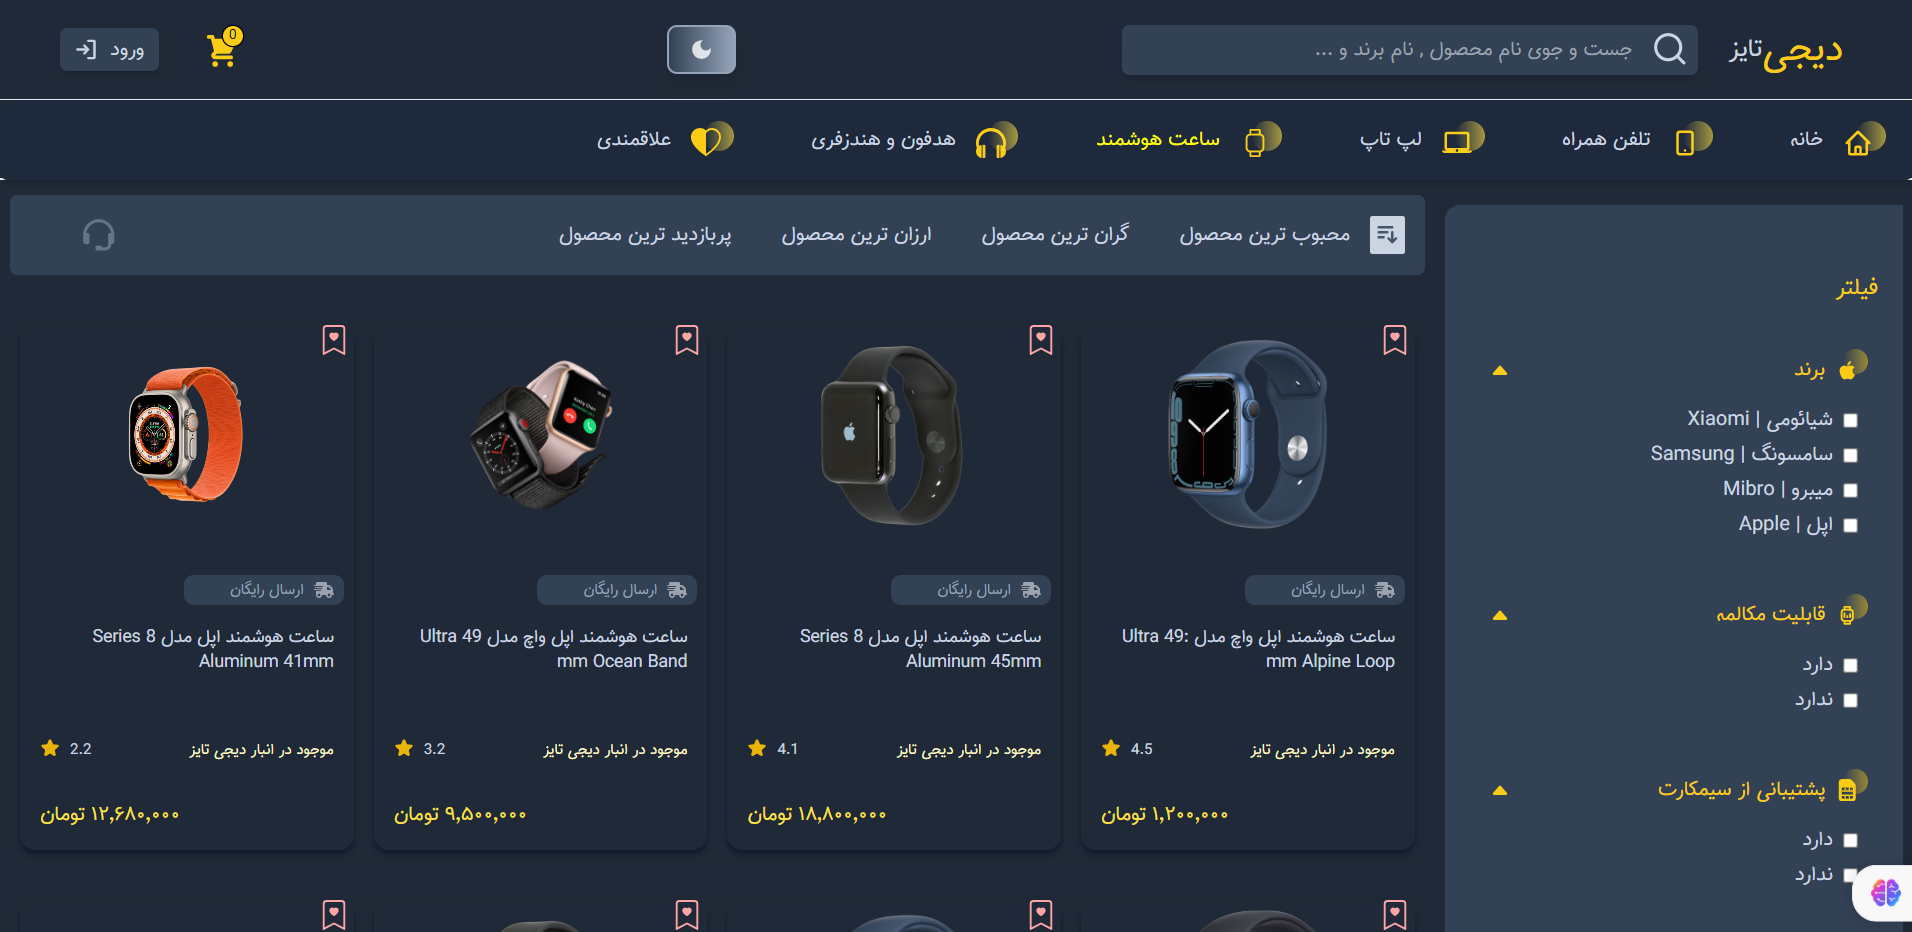 دیجی تایز
جست و جوی نام محصول , نام برند و ...
0
ورود
خانه
تلفن همراه
لپ تاپ
ساعت هوشمند
هدفون و هندزفری
علاقمندی
محبوب ترین محصول
گران ترین محصول
ارزان ترین محصول
پربازدید ترین محصول
فیلتر
برند
شیائومی | Xiaomi
سامسونگ | Samsung
میبرو | Mibro
اپل | Apple
قابلیت مکالمه
دارد
ندارد
پشتیبانی از سیمکارت
دارد
ندارد
ارسال رایگان
ساعت هوشمند اپل واچ مدل Ultra 49:
mm Alpine Loop
موجود در انبار دیجی تایز
4.5
۱٬۲۰۰٬۰۰۰ تومان
ارسال رایگان
ساعت هوشمند اپل مدل Series 8
Aluminum 45mm
موجود در انبار دیجی تایز
4.1
۱۸٬۸۰۰٬۰۰۰ تومان
ارسال رایگان
ساعت هوشمند اپل واچ مدل Ultra 49
mm Ocean Band
موجود در انبار دیجی تایز
3.2
۹٬۵۰۰٬۰۰۰ تومان
ارسال رایگان
ساعت هوشمند اپل مدل Series 8
Aluminum 41mm
موجود در انبار دیجی تایز
2.2
۱۲٬۶۸۰٬۰۰۰ تومان